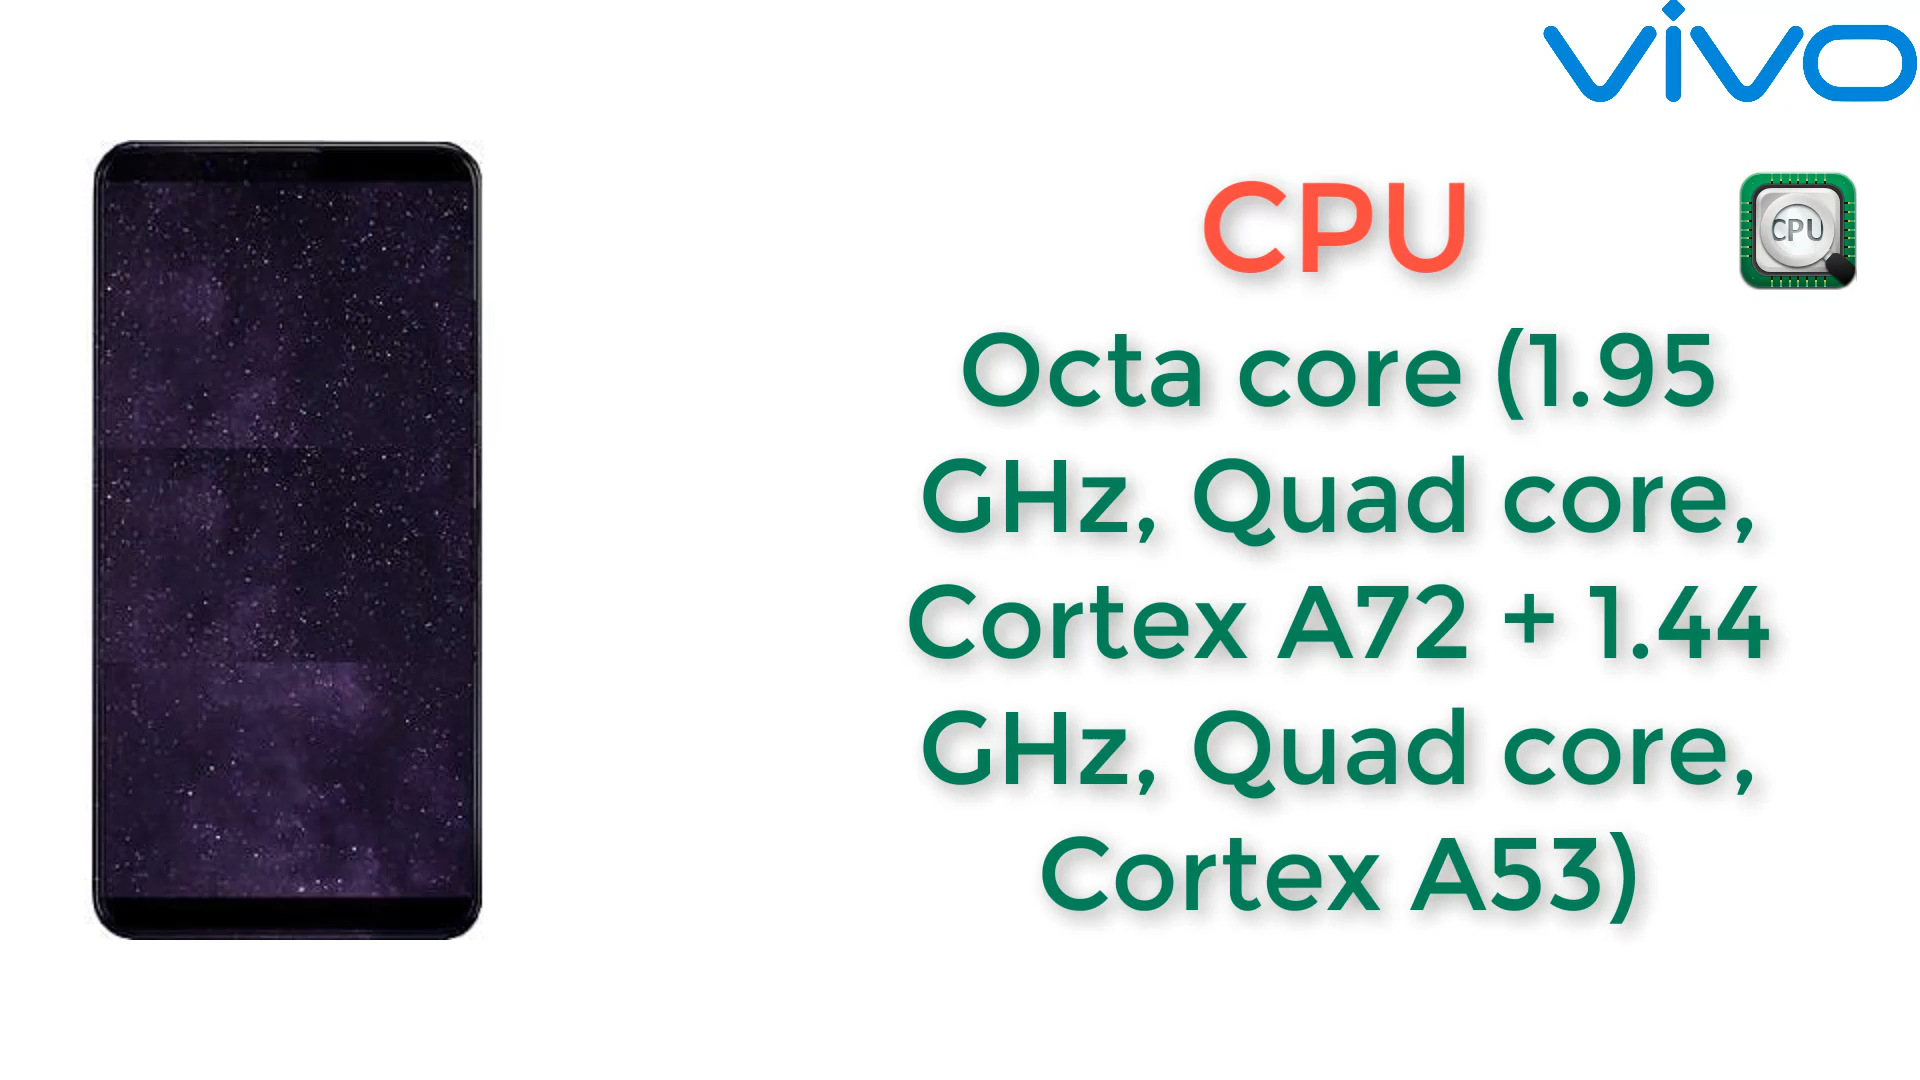 vivo
CPU
CPU
Octa core (1.95
GHz, Quad core,
Cortex A72 + 1.44
GHz, Quad core,
Cortex A53)